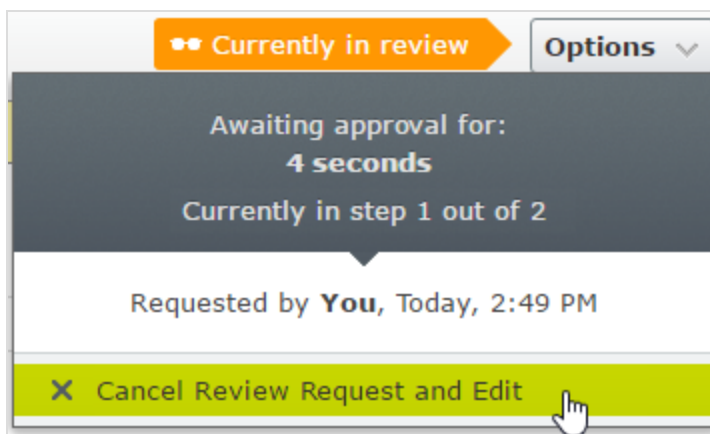 Currently in review
Options
Awaiting approval for:
4 seconds
Currently in step 1 out of 2
Requested by You, Today, 2:49 PM
Cancel Review Request and Edit